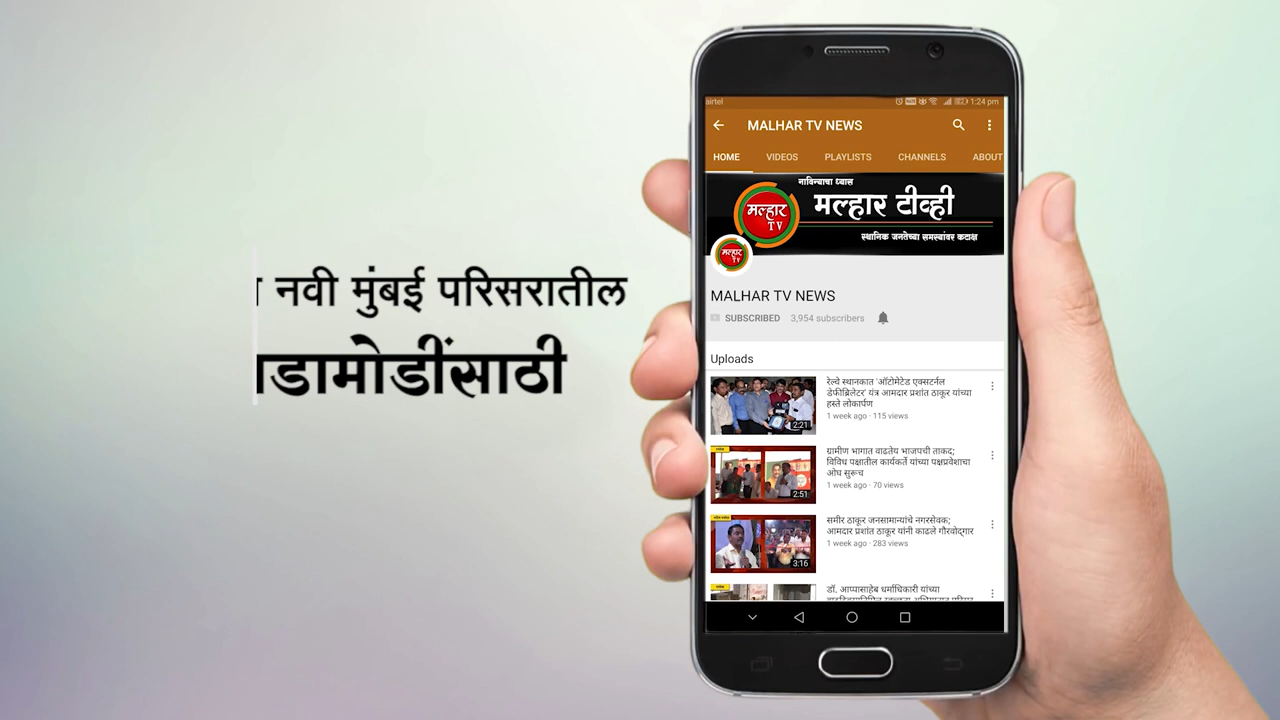 नवी मुंबई परिसरातील
डामोडींसाठी
airtel
1:24 pm
MALHAR TV NEWS
HOME VIDEOS PLAYLISTS CHANNELS ABOUT
नाविन्याचा ध्यास
मल्हार टीव्ही
मल्हार
TV
स्थानिक जनतेच्या समस्यांवर कटाक्ष
मल्हार
TV
MALHAR TV NEWS
SUBSCRIBED 3,954 subscribers
Uploads
रेल्वे स्थानकात 'ऑटोमेटेड एक्सटर्नल
डेफीब्रिलेटर' यंत्र आमदार प्रशांत ठाकूर यांच्या
हस्ते लोकार्पण
1 week ago · 115 views
2:21
ग्रामीण भागात वाढतेय भाजपची ताकद;
विविध पक्षातील कार्यकर्ते यांच्या पक्षप्रवेशाचा
ओघ सुरूच
1 week ago · 70 views
2:51
समीर ठाकूर जनसामान्यांचे नगरसेवक;
आमदार प्रशांत ठाकूर यांनी काढले गौरवोद्गार
1 week ago · 283 views
3:16
डॉ. आप्पासाहेब धर्माधिकारी यांच्या